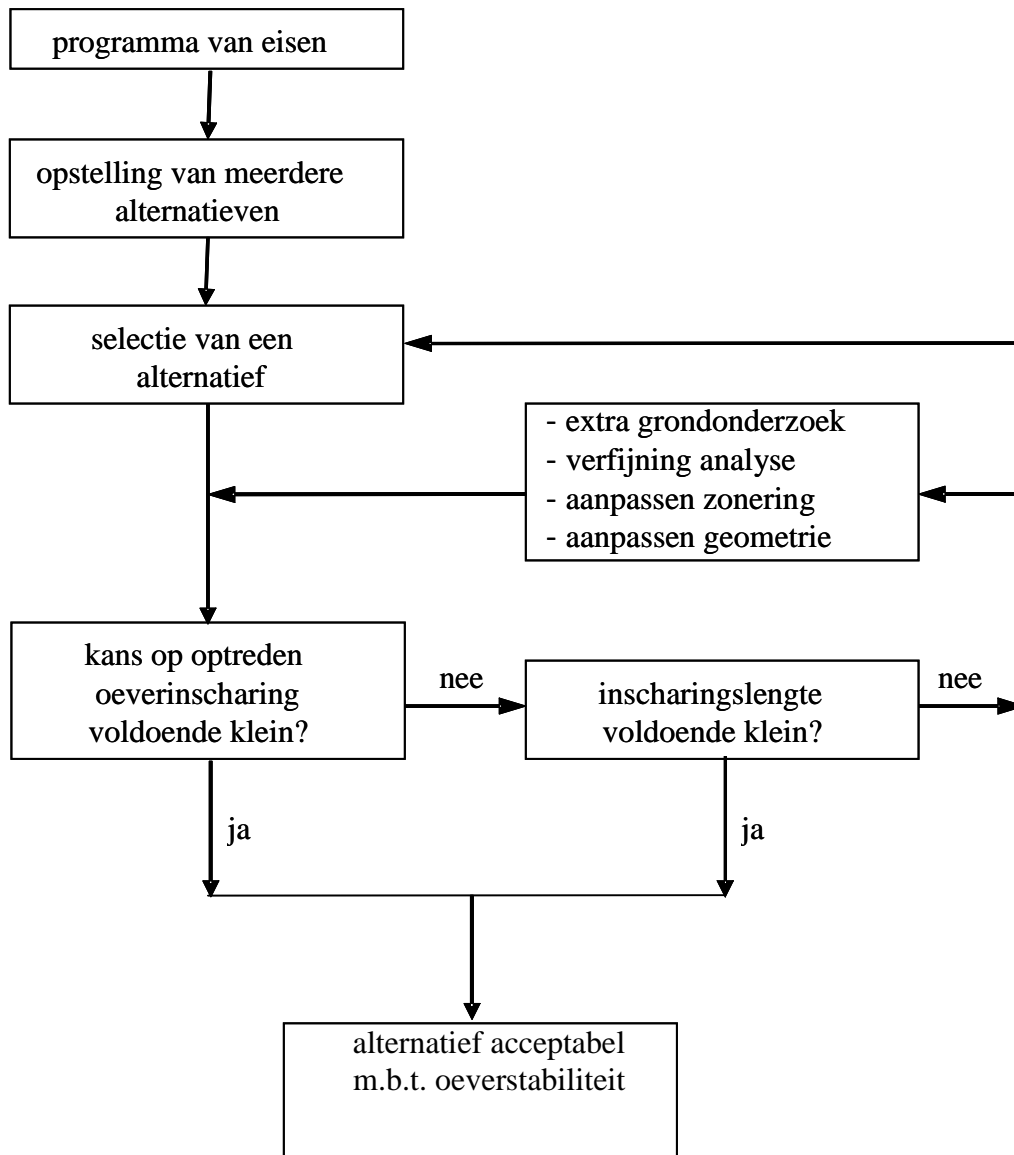 programma van eisen
opstelling van meerdere
alternatieven
selectie van een
alternatief
- extra grondonderzoek
- verfijning analyse
- aanpassen zonering
- aanpassen geometrie
kans op optreden
oeverinscharing
voldoende klein?
nee
inscharingslengte
voldoende klein?
nee
ja
ja
alternatief acceptabel
m.b.t. oeverstabiliteit